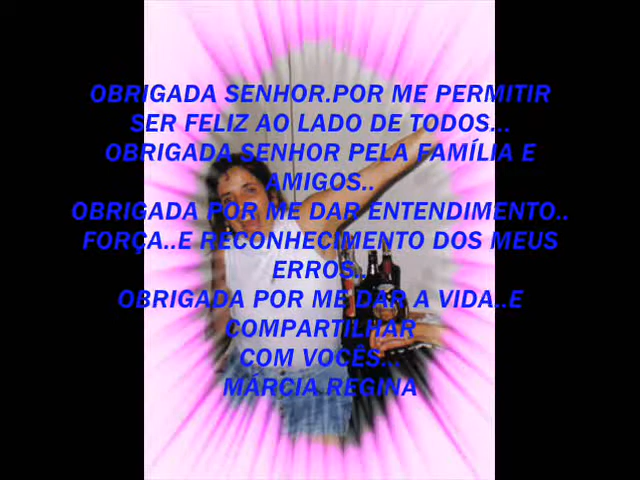 OBRIGADA SENHOR.POR ME PERMITIR
SER FELIZ AO LADO DE TODOS...
OBRIGADA SENHOR PELA FAMÍLIA E
AMIGOS..
OBRIGADA POR ME DAR ENTENDIMENTO..
FORÇA..E RECONHECIMENTO DOS MEUS
ERROS..
OBRIGADA POR ME DAR A VIDA..E
COMPARTILHAR
COM VOCÊS...
MÁRCIA REGINA